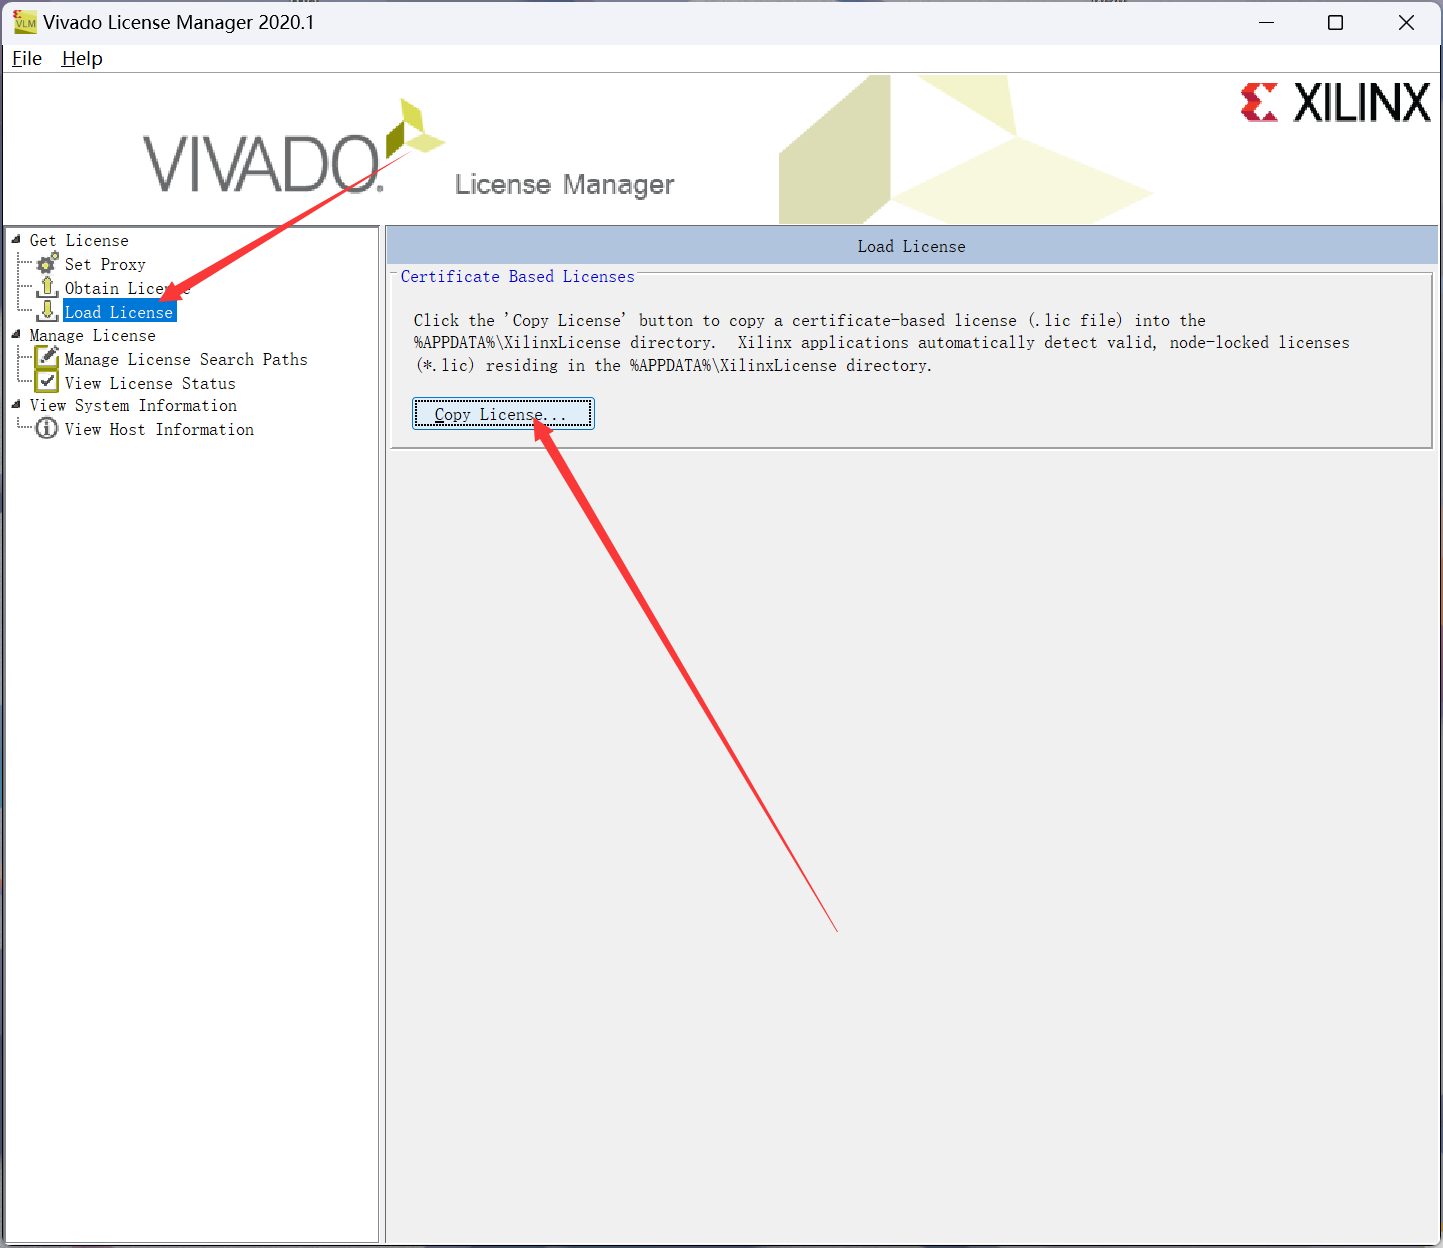 VLM Vivado License Manager 2020.1
File Help
VIVADO.
License Manager
XILINX
Get License
Set Proxy
Obtain License
Load License
Manage License
Manage License Search Paths
View License Status
View System Information
View Host Information
Load License
Certificate Based Licenses
Click the 'Copy License' button to copy a certificate-based license (.lic file) into the
%APPDATA%\XilinxLicense directory.  Xilinx applications automatically detect valid, node-locked licenses
(*.lic) residing in the %APPDATA%\XilinxLicense directory.
Copy License...